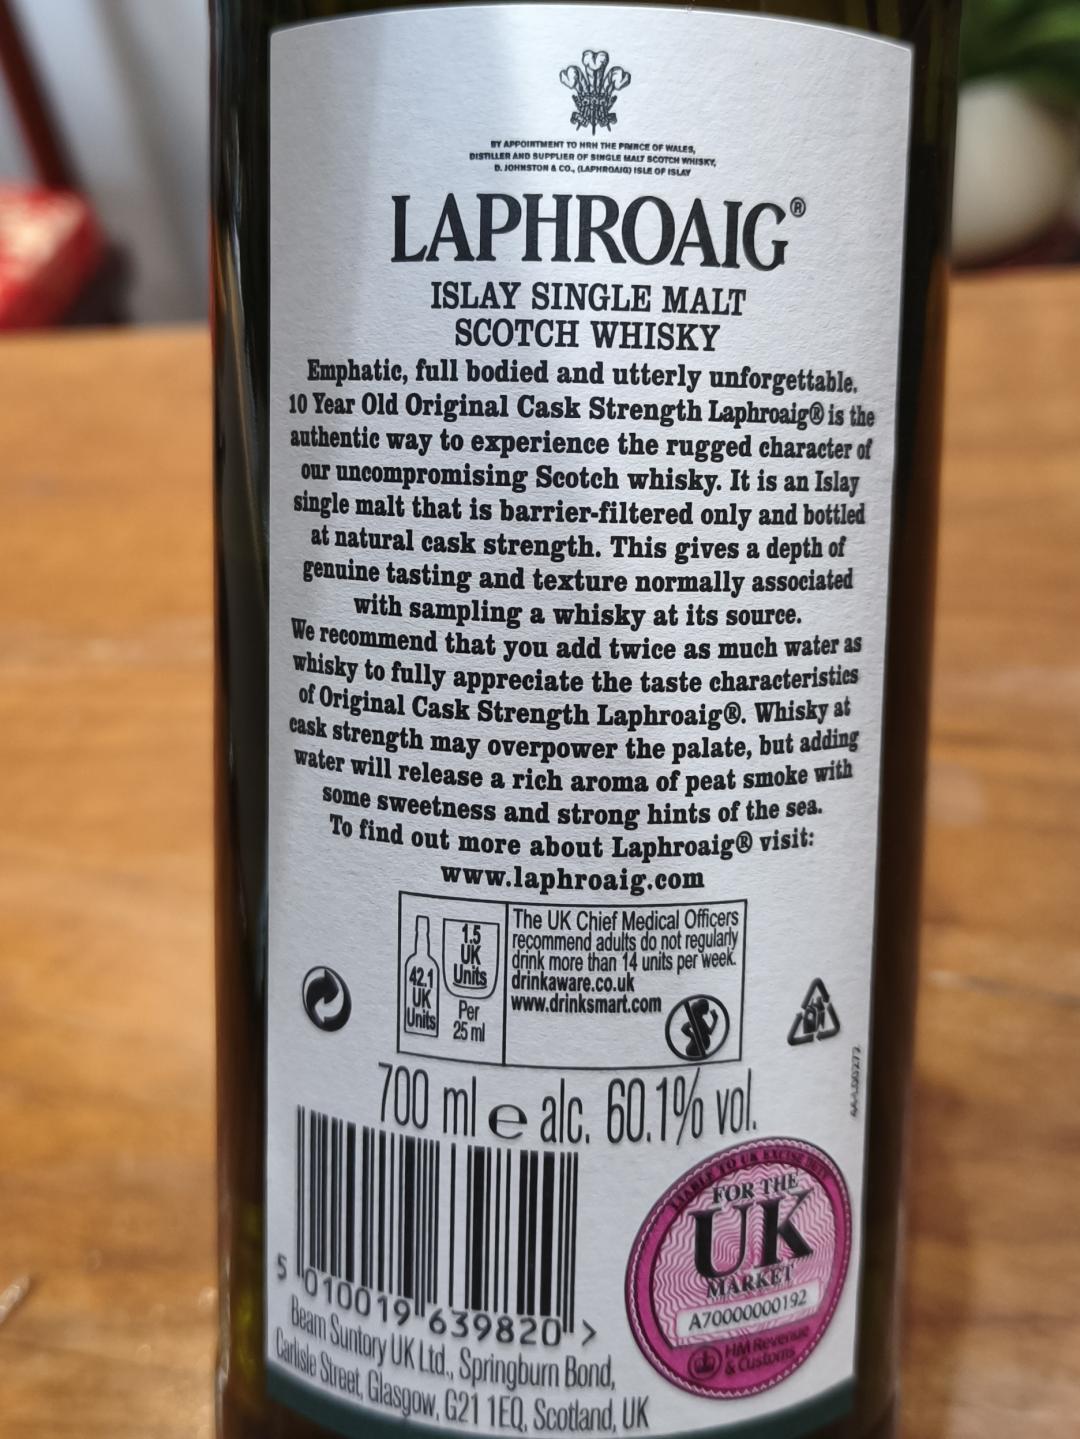 BY APPOINTMENT TO HRH THE PRINCE OF WALES,
DISTILLER AND SUPPLIER OF SINGLE MALT SCOTCH WHISKY,
D. JOHNSTON & CO., (LAPHROAIG) ISLE OF ISLAY
LAPHROAIG®
ISLAY SINGLE MALT
SCOTCH WHISKY
Emphatic, full bodied and utterly unforgettable.
10 Year Old Original Cask Strength Laphroaig® is the
authentic way to experience the rugged character of
our uncompromising Scotch whisky. It is an Islay
single malt that is barrier-filtered only and bottled
at natural cask strength. This gives a depth of
genuine tasting and texture normally associated
with sampling a whisky at its source.
We recommend that you add twice as much water as
whisky to fully appreciate the taste characteristics
of Original Cask Strength Laphroaig®. Whisky at
cask strength may overpower the palate, but adding
water will release a rich aroma of peat smoke with
some sweetness and strong hints of the sea.
To find out more about Laphroaig® visit:
www.laphroaig.com
42.1
UK
Units
1.5
UK
Units
Per
25 ml
The UK Chief Medical Officers
recommend adults do not regularly
drink more than 14 units per week.
drinkaware.co.uk
www.drinksmart.com
700 ml e alc. 60.1% vol.
5 010019 639820 >
LIABLE TO UK EXCISE DUTY
FOR THE
UK
MARKET
A70000000192
HM Revenue
& Customs
Beam Suntory UK Ltd., Springburn Bond,
Carlisle Street, Glasgow, G21 1EQ, Scotland, UK